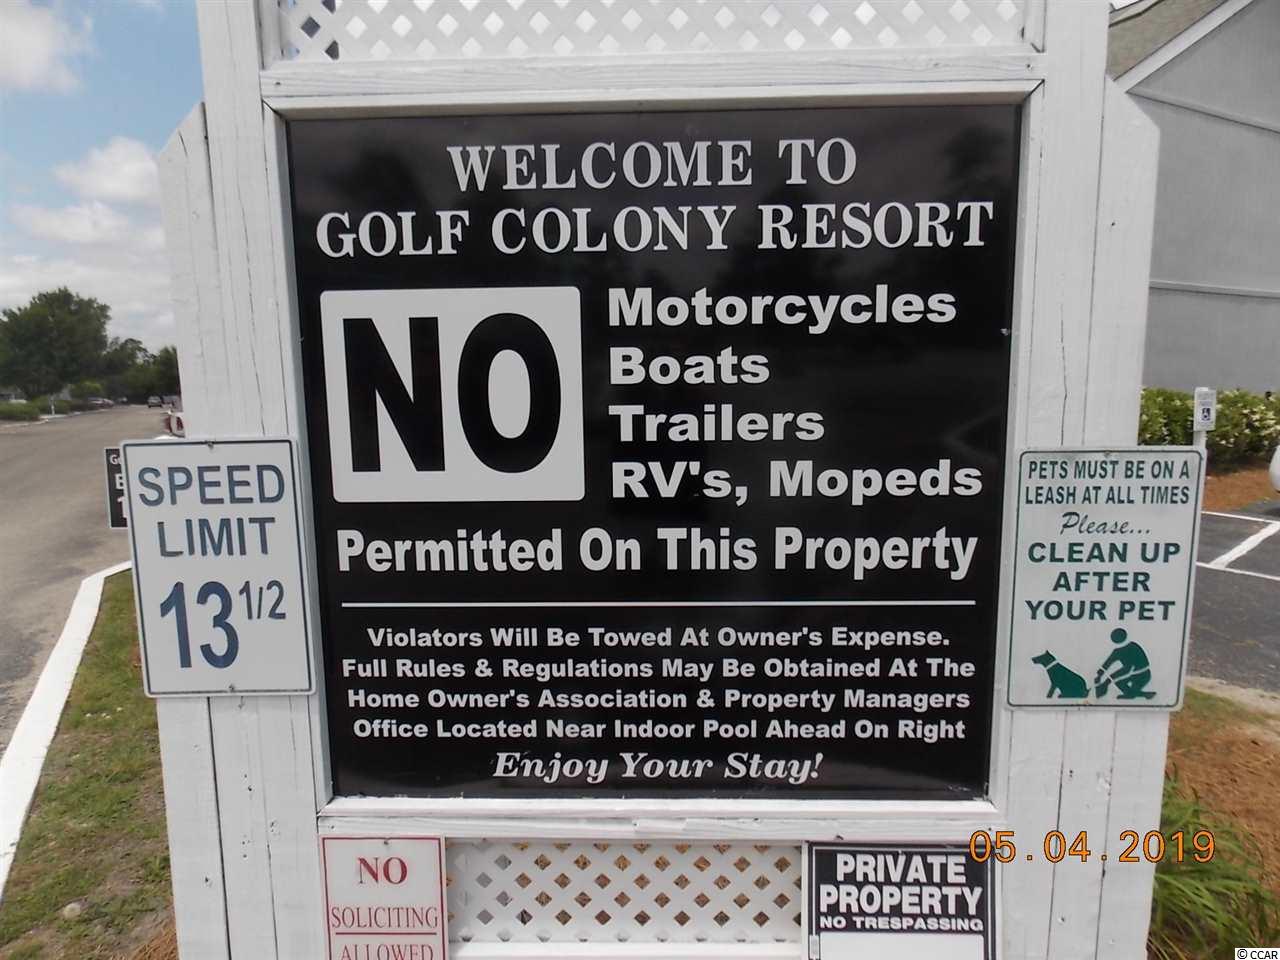 WELCOME TO
GOLF COLONY RESORT
NO
Motorcycles
Boats
Trailers
RV's, Mopeds
Permitted On This Property
Violators Will Be Towed At Owner's Expense.
Full Rules & Regulations May Be Obtained At The
Home Owner's Association & Property Managers
Office Located Near Indoor Pool Ahead On Right
Enjoy Your Stay!
SPEED
LIMIT
13 1/2
PETS MUST BE ON A
LEASH AT ALL TIMES
Please...
CLEAN UP
AFTER
YOUR PET
NO
SOLICITING
ALLOWED
PRIVATE
PROPERTY
NO TRESPASSING
05.04.2019
©CCAR